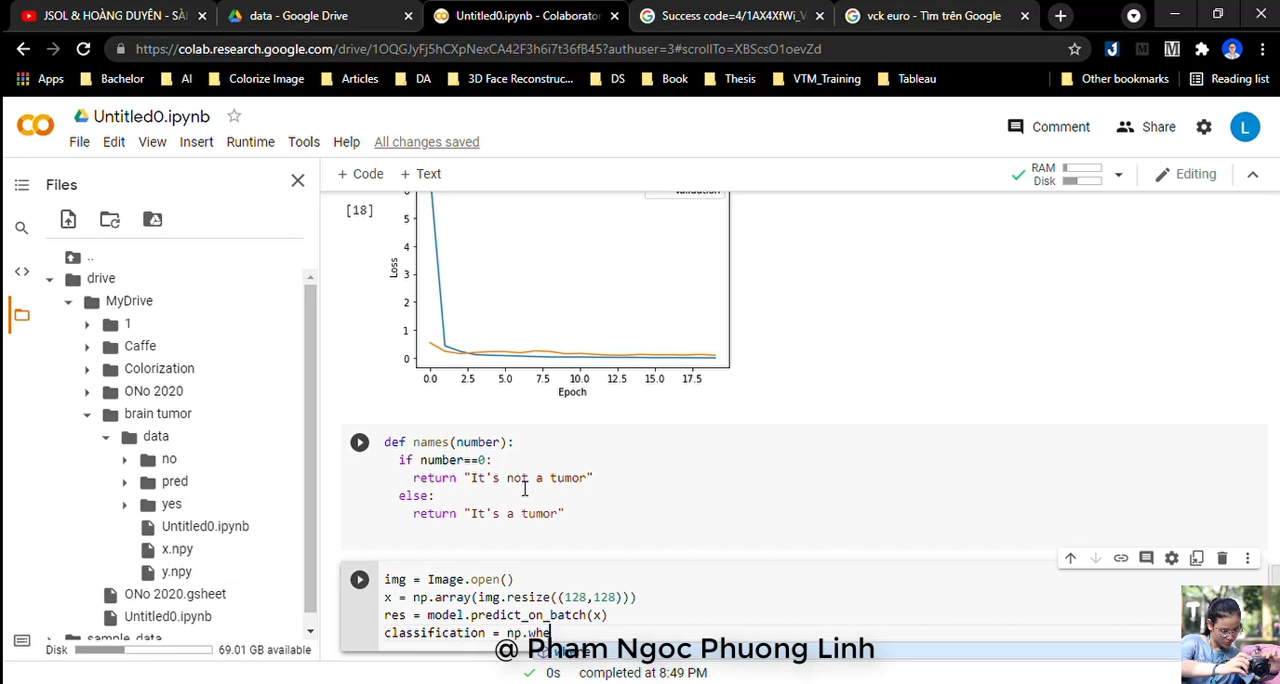 JSOL & HOÀNG DUYÊN - SÀI
data - Google Drive
Untitled0.ipynb - Colaborator
Success code=4/1AX4XfWi_V
vck euro - Tìm trên Google
https://colab.research.google.com/drive/1OQGJyFj5hCXpNexCA42F3h6i7t36fB45?authuser=3#scrollTo=XBScsO1oevZd
Apps
Bachelor
AI
Colorize Image
Articles
DA
3D Face Reconstruc...
DS
Book
Thesis
VTM_Training
Tableau
Other bookmarks
Reading list
CO
Untitled0.ipynb
File Edit View Insert Runtime Tools Help All changes saved
Comment
Share
L
Files
+ Code + Text
RAM
Disk
Editing
..
drive
MyDrive
1
Caffe
Colorization
ONo 2020
brain tumor
data
no
pred
yes
Untitled0.ipynb
x.npy
y.npy
ONo 2020.gsheet
Untitled0.ipynb
sample_data
Disk 69.01 GB available
[18]
validation
6
5
4
3
2
1
0
Loss
0.0 2.5 5.0 7.5 10.0 12.5 15.0 17.5
Epoch
def names(number):
if number==0:
return "It's not a tumor"
else:
return "It's a tumor"
img = Image.open()
x = np.array(img.resize((128,128)))
res = model.predict_on_batch(x)
classification = np.whe
@ Pham Ngoc Phuong Linh
0s completed at 8:49 PM